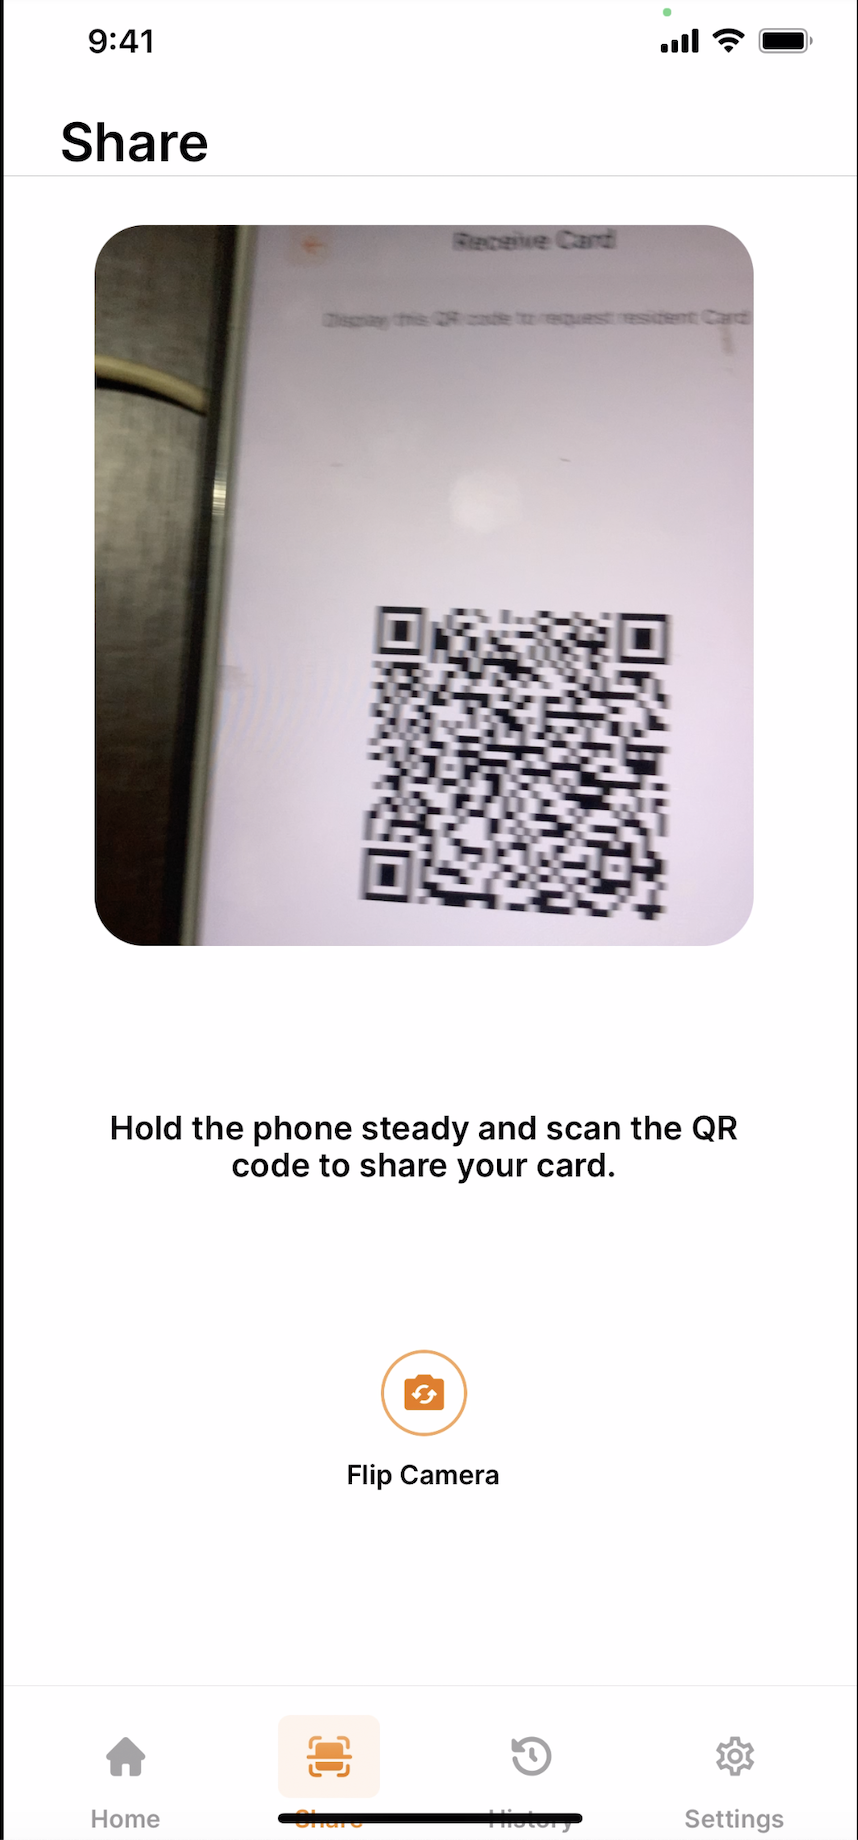 9:41
Share
Receive Card
Display this QR code to request resident Card
Hold the phone steady and scan the QR
code to share your card.
Flip Camera
Home
Share
History
Settings